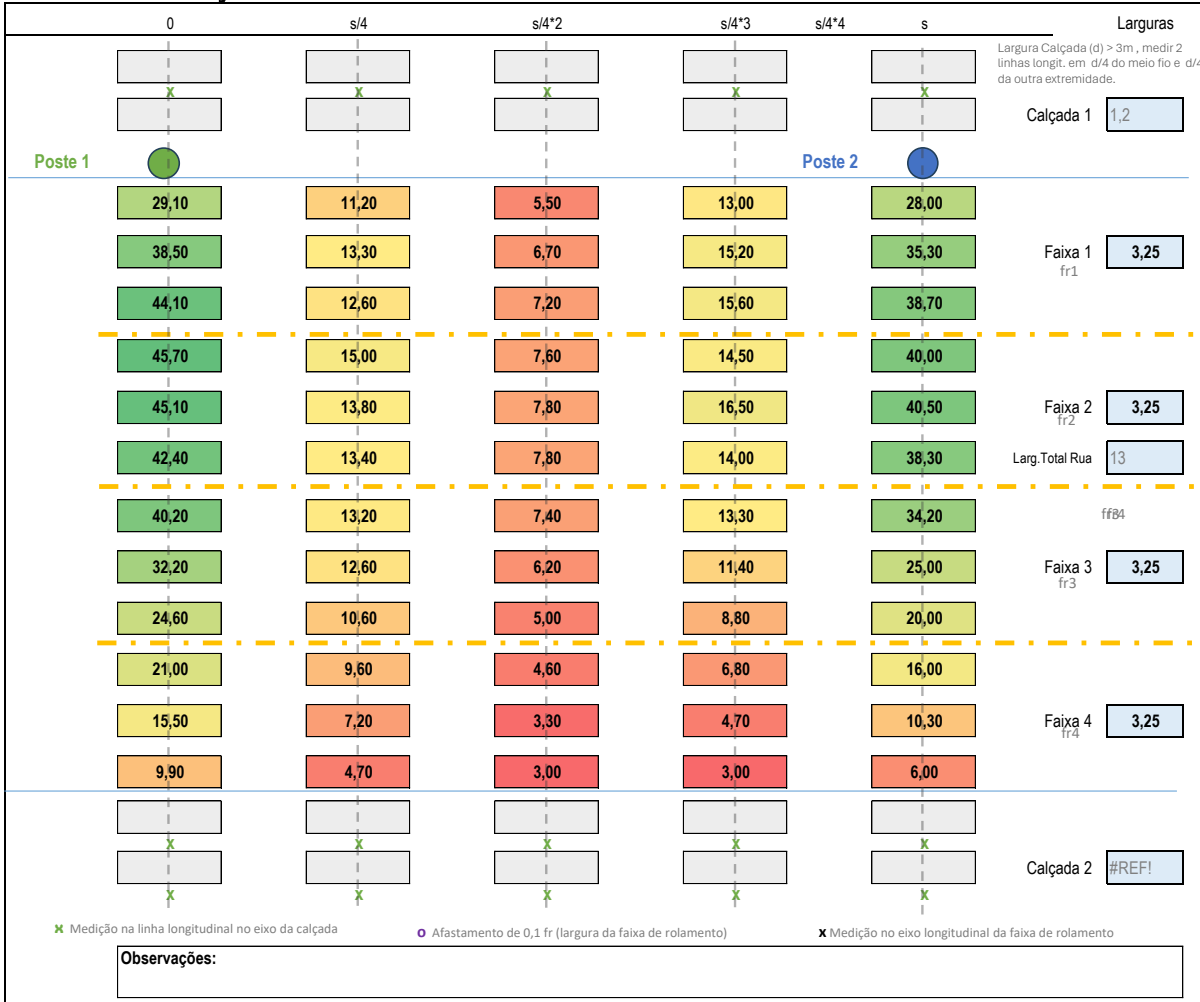 0 s/4 s/4*2 s/4*3 s/4*4 s Larguras
Largura Calçada (d) > 3m , medir 2
linhas longit. em d/4 do meio fio e d/4
da outra extremidade.
x x x x x
Calçada 1 1,2
Poste 1 Poste 2
29,10 11,20 5,50 13,00 28,00
38,50 13,30 6,70 15,20 35,30 Faixa 1 3,25
fr1
44,10 12,60 7,20 15,60 38,70
45,70 15,00 7,60 14,50 40,00
45,10 13,80 7,80 16,50 40,50 Faixa 2 3,25
fr2
42,40 13,40 7,80 14,00 38,30 Larg.Total Rua 13
40,20 13,20 7,40 13,30 34,20
32,20 12,60 6,20 11,40 25,00 Faixa 3 3,25
fr3
24,60 10,60 5,00 8,80 20,00
21,00 9,60 4,60 6,80 16,00
15,50 7,20 3,30 4,70 10,30 Faixa 4 3,25
fr4
9,90 4,70 3,00 3,00 6,00
x x x x x
Calçada 2 #REF!
x x x x x
x Medição na linha longitudinal no eixo da calçada o Afastamento de 0,1 fr (largura da faixa de rolamento) x Medição no eixo longitudinal da faixa de rolamento
Observações: